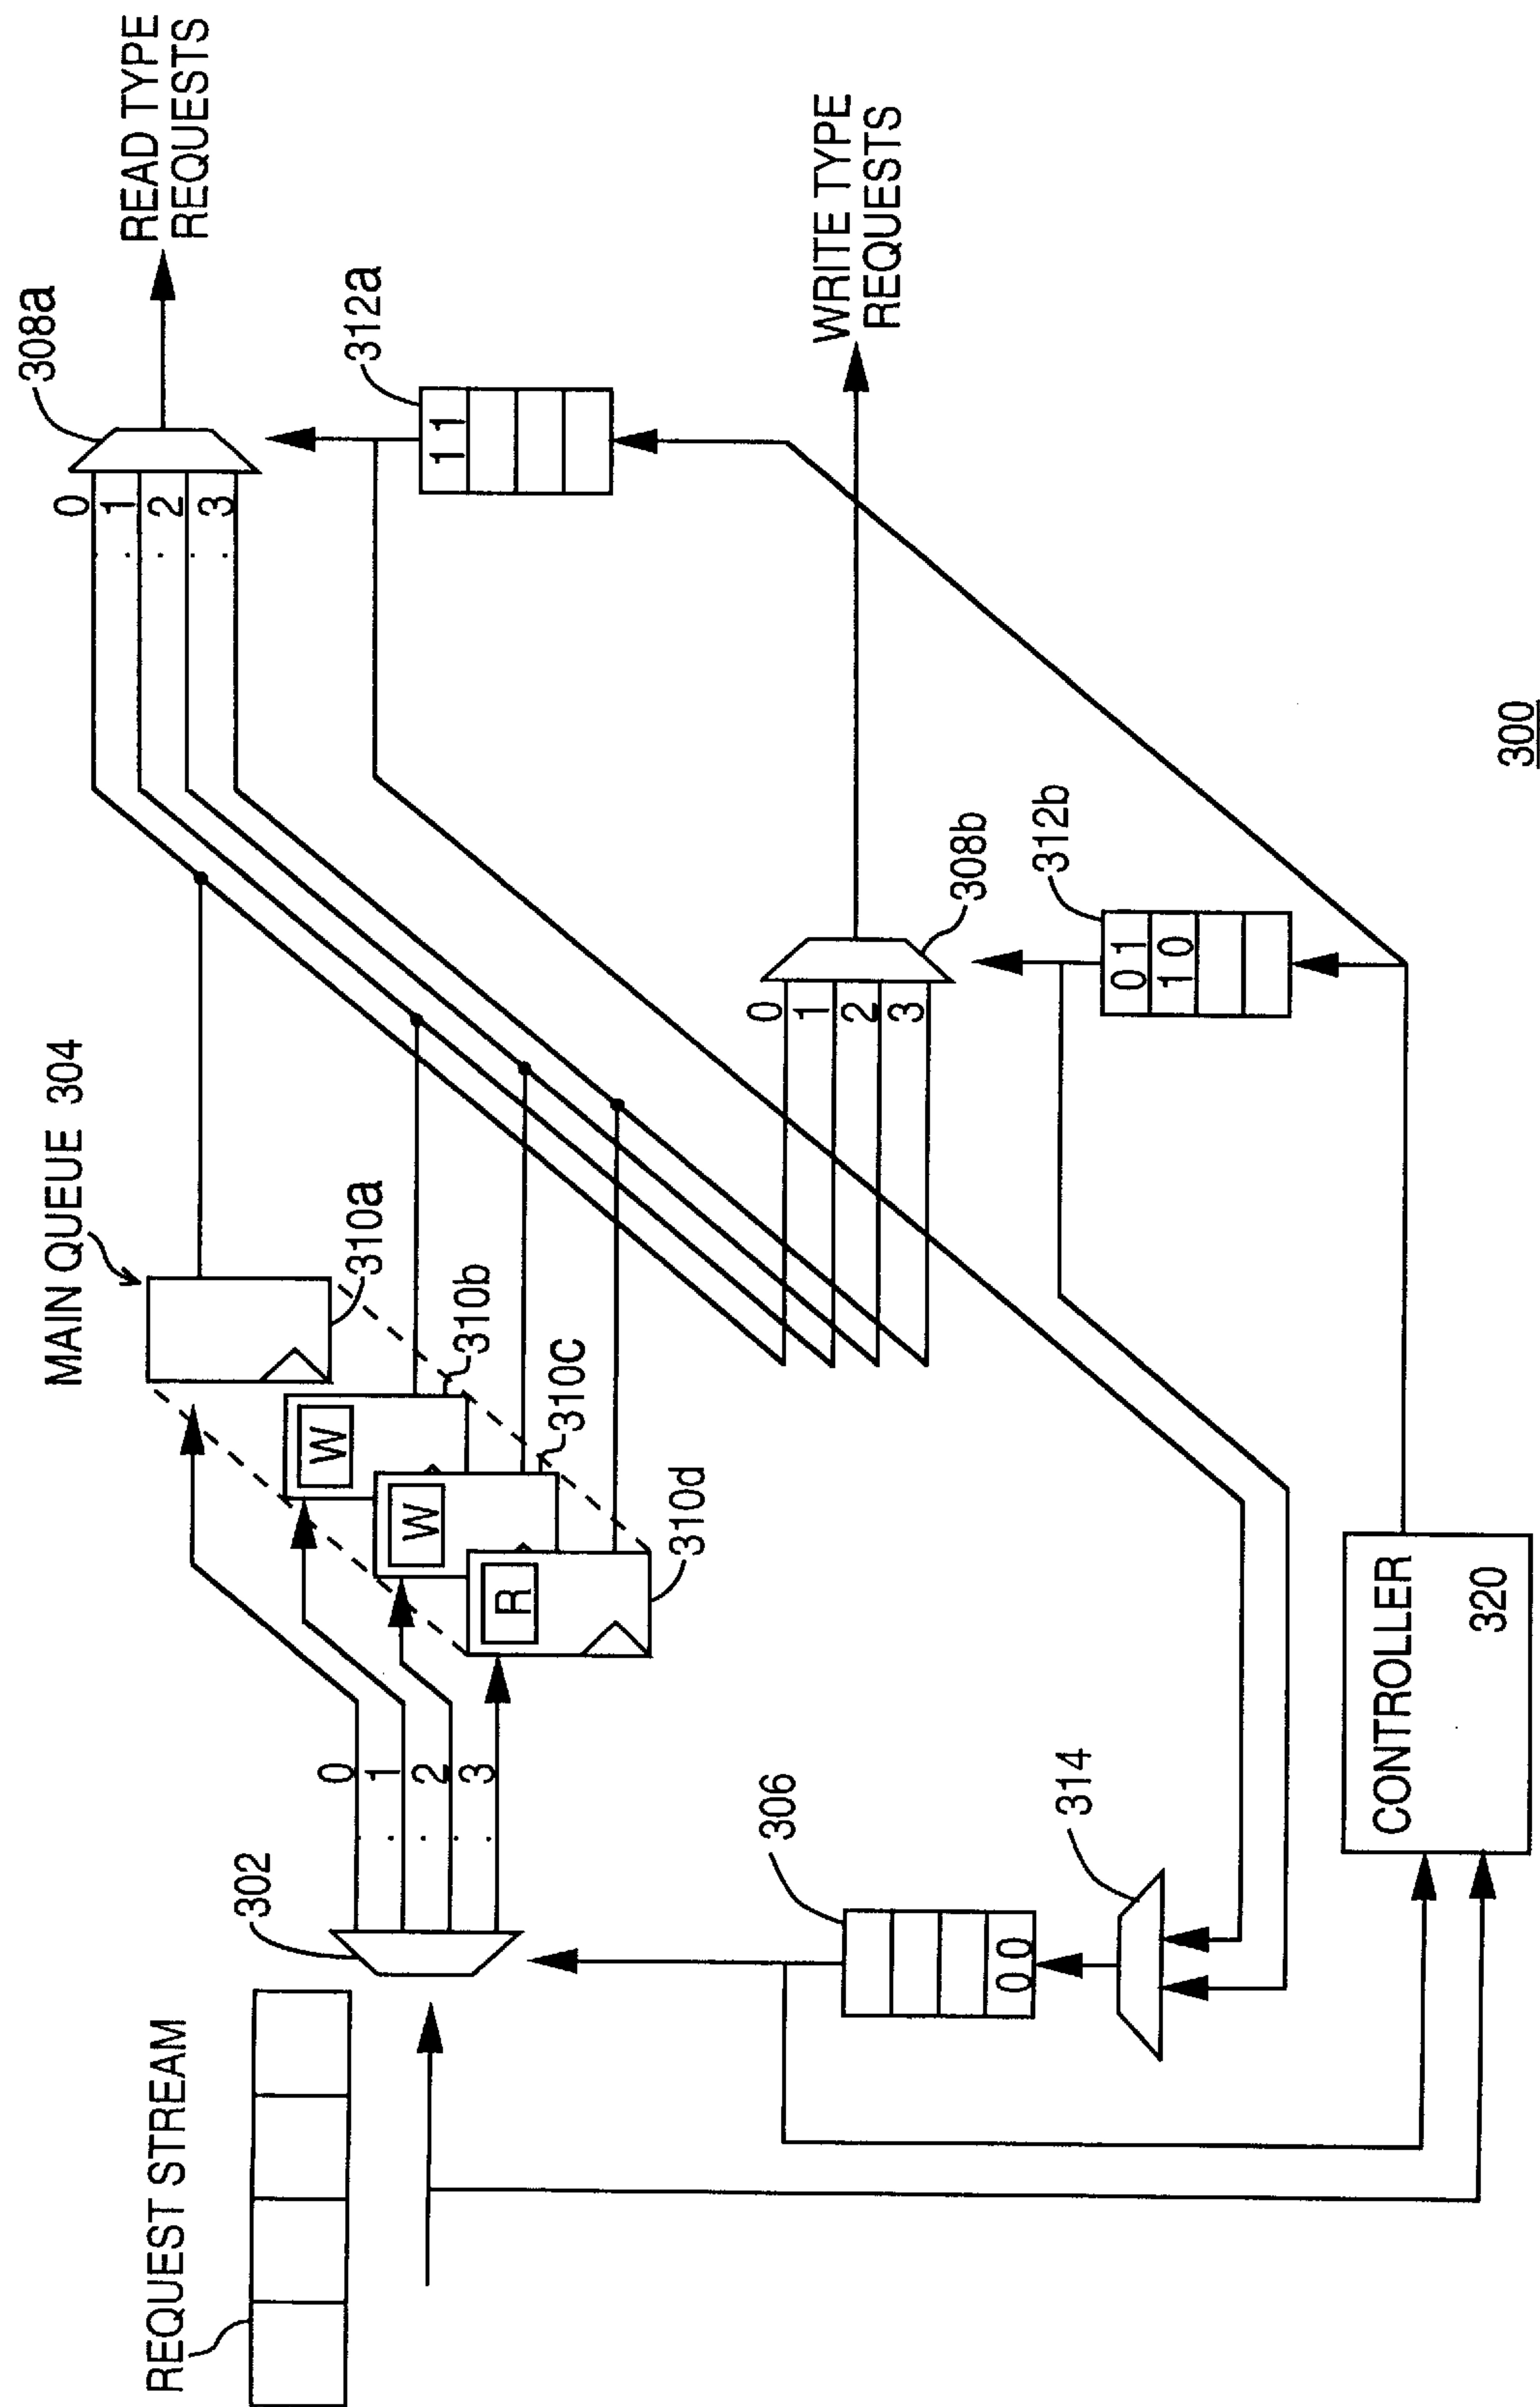 REQUEST STREAM
302
0
1
2
3
MAIN QUEUE 304
310a
W
310b
W
310C
R
310d
308a
0
1
2
3
READ TYPE
REQUESTS
312a
1 1
308b
0
1
2
3
WRITE TYPE
REQUESTS
312b
0 1
1 0
306
0 0
314
CONTROLLER
320
300